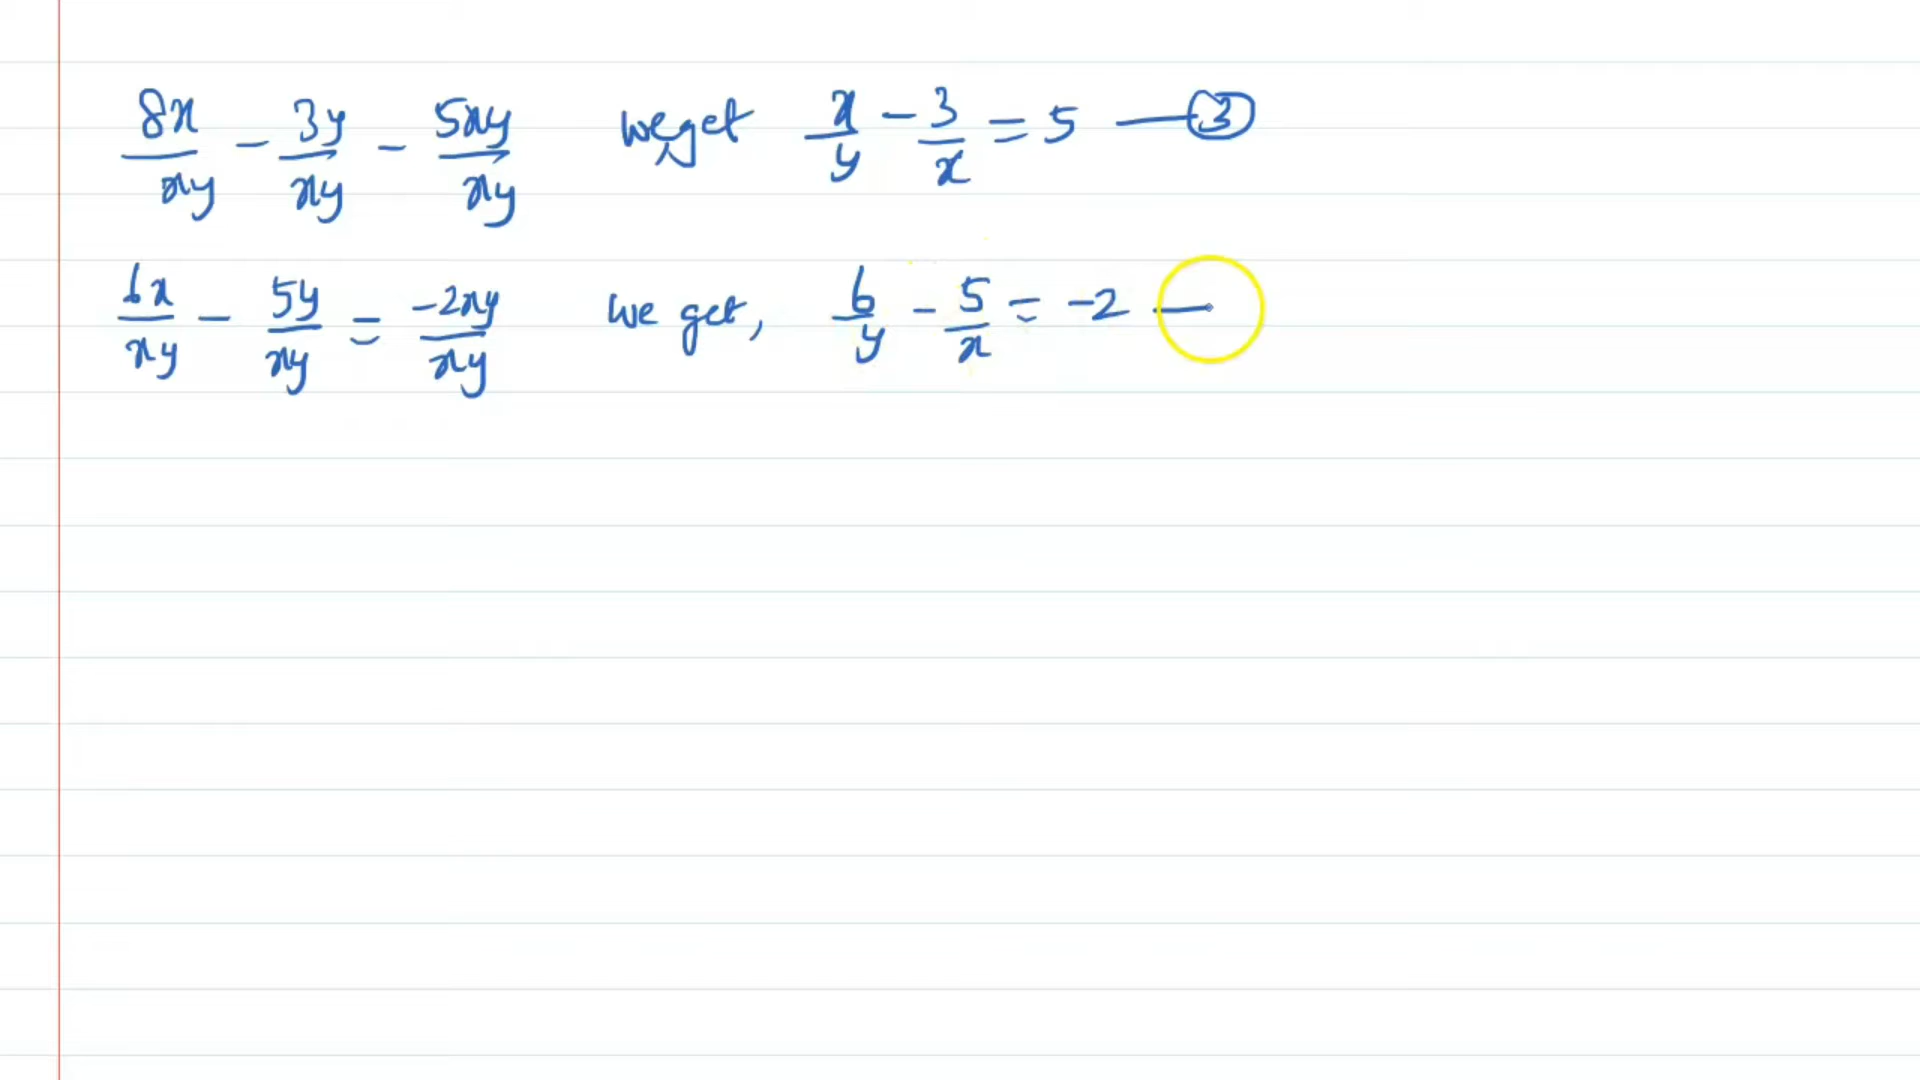 8x/xy - 3y/xy - 5xy/xy we get x/y - 3/x = 5 — ③
6x/xy - 5y/xy = -2xy/xy we get, 6/y - 5/x = -2 —